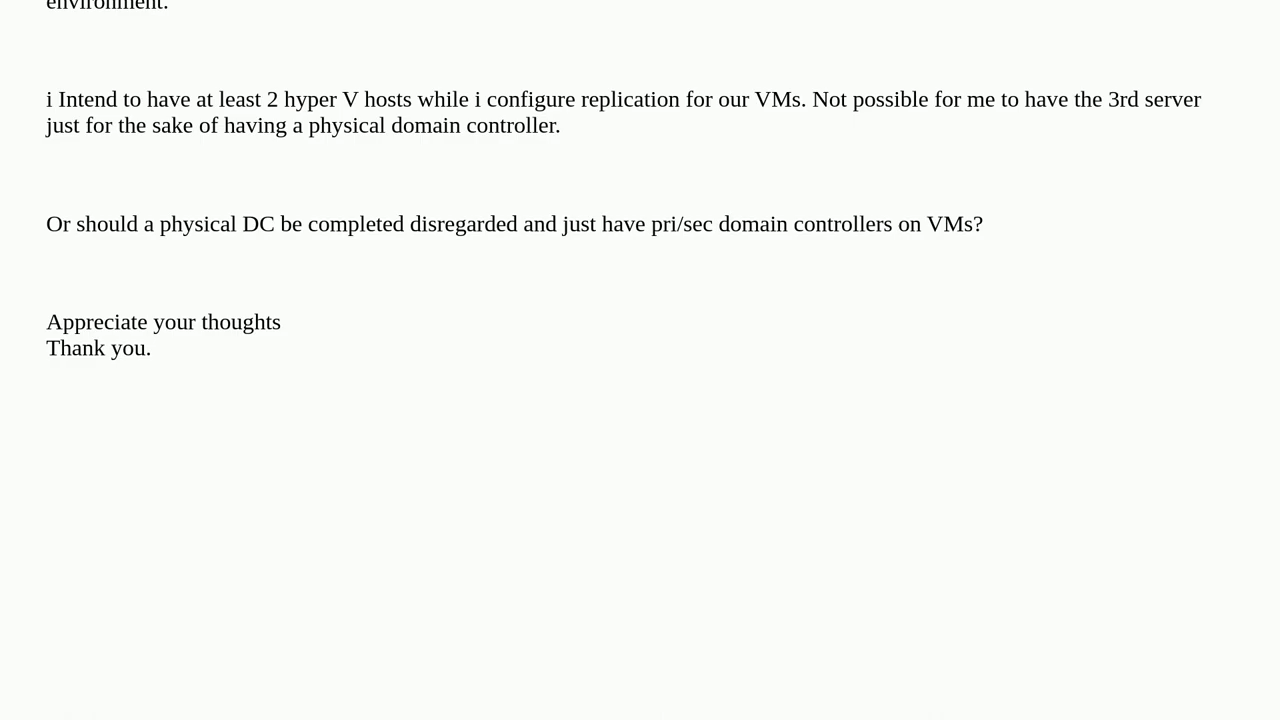 environment.
i Intend to have at least 2 hyper V hosts while i configure replication for our VMs. Not possible for me to have the 3rd server
just for the sake of having a physical domain controller.
Or should a physical DC be completed disregarded and just have pri/sec domain controllers on VMs?
Appreciate your thoughts
Thank you.